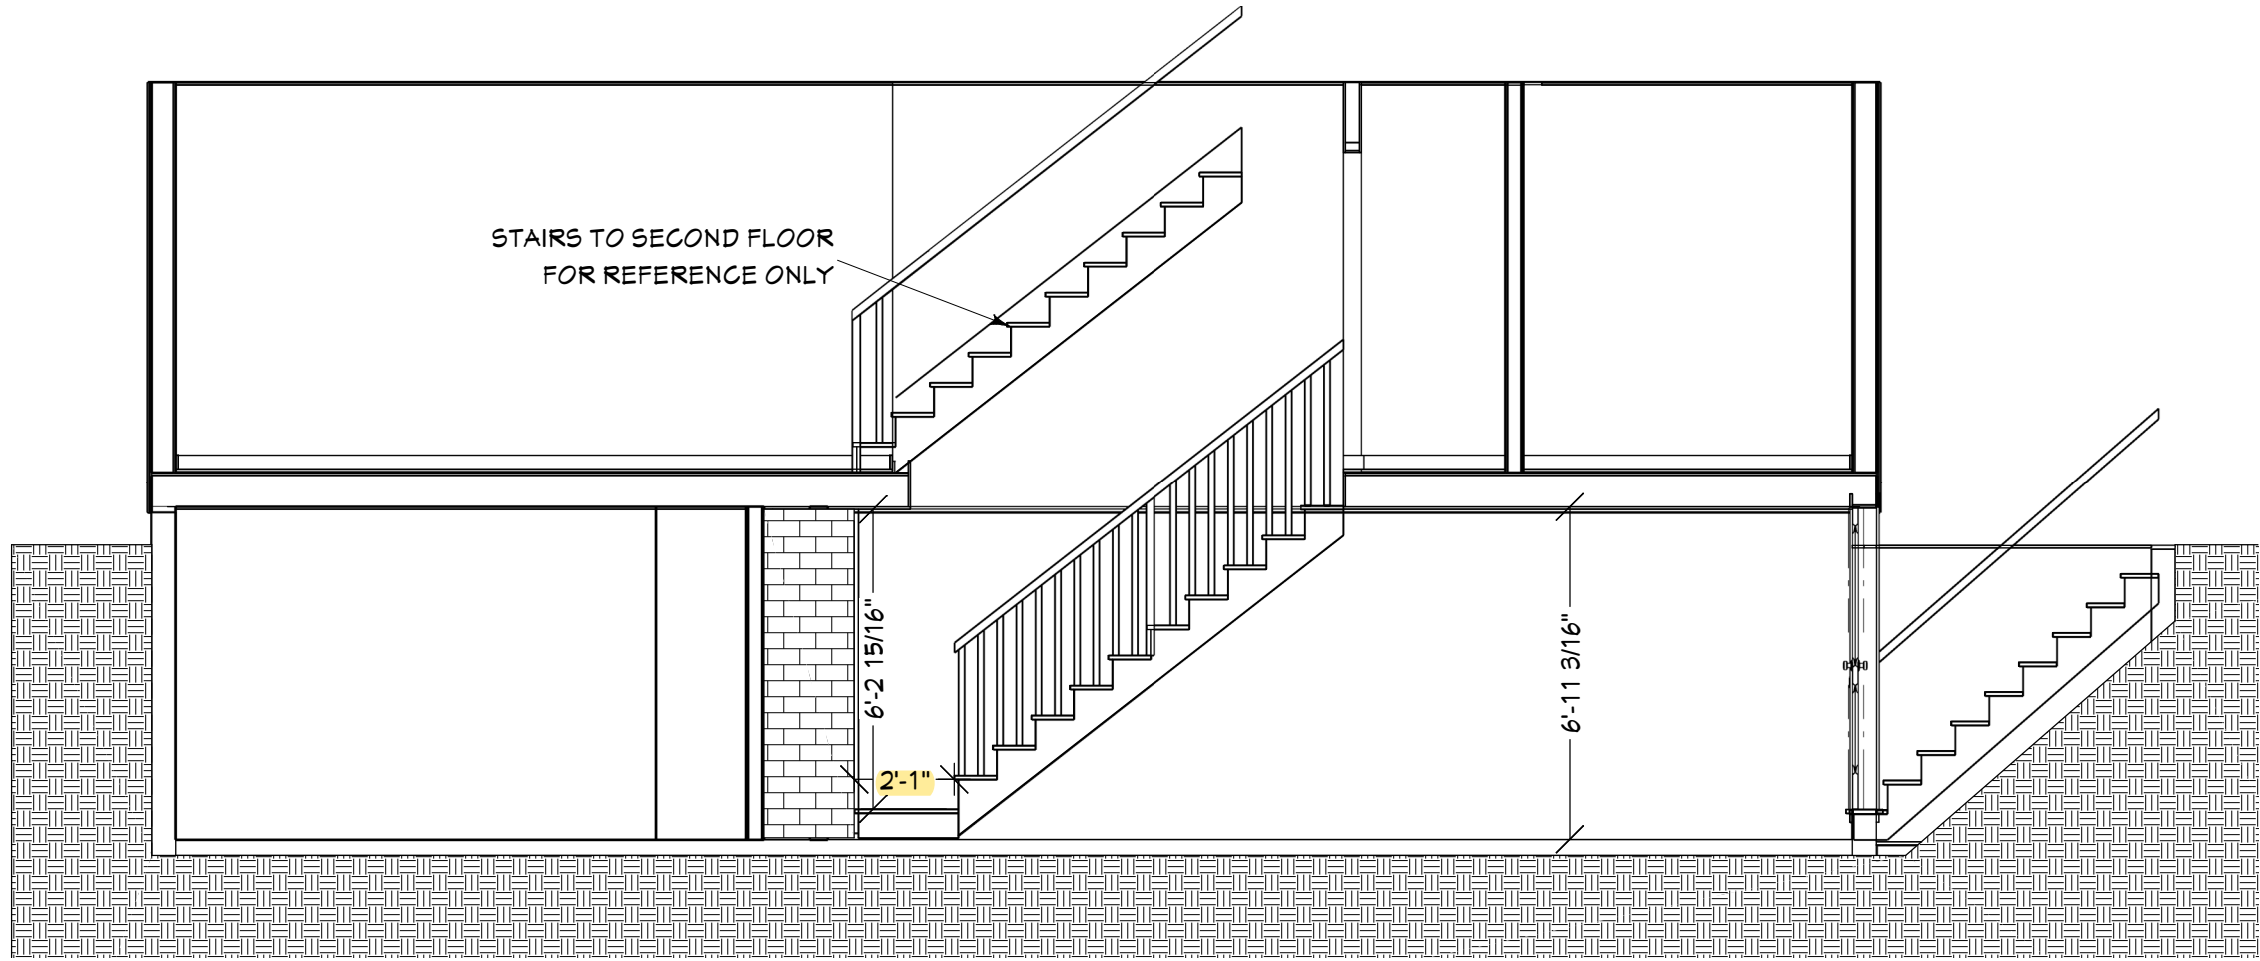 STAIRS TO SECOND FLOOR
FOR REFERENCE ONLY
6'-2 15/16"
2'-1"
6'-11 3/16"